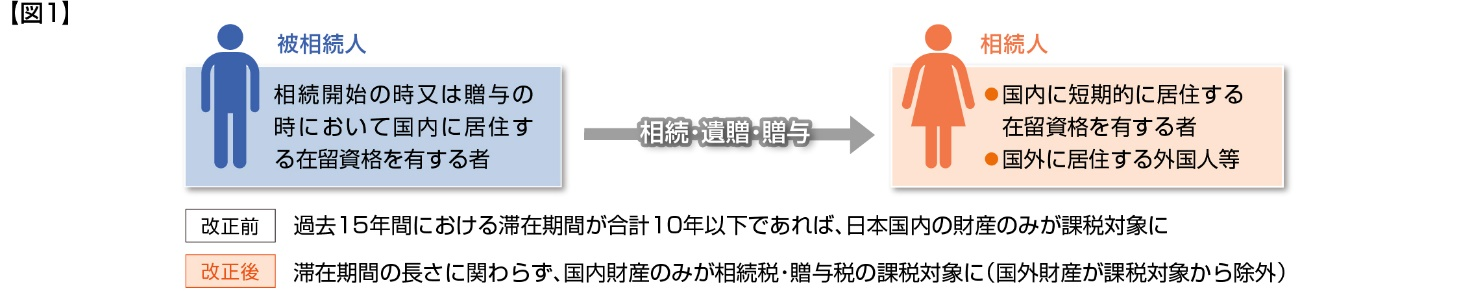 【図1】
被相続人
相続開始の時又は贈与の
時において国内に居住す
る在留資格を有する者
相続・遺贈・贈与
相続人
●国内に短期的に居住する
在留資格を有する者
●国外に居住する外国人等
改正前 過去15年間における滞在期間が合計10年以下であれば、日本国内の財産のみが課税対象に
改正後 滞在期間の長さに関わらず、国内財産のみが相続税・贈与税の課税対象に（国外財産が課税対象から除外）